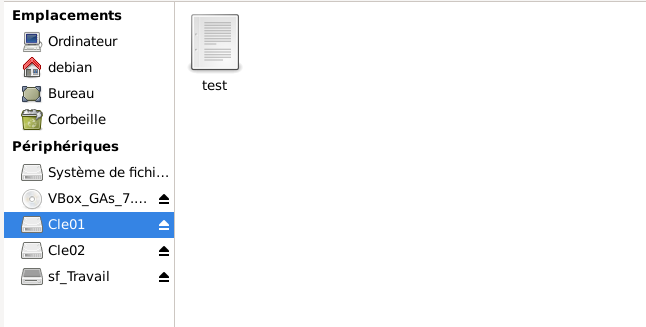 Emplacements
Ordinateur
debian
Bureau
Corbeille
Périphériques
Système de fichi...
VBox_GAs_7....
Cle01
Cle02
sf_Travail
test